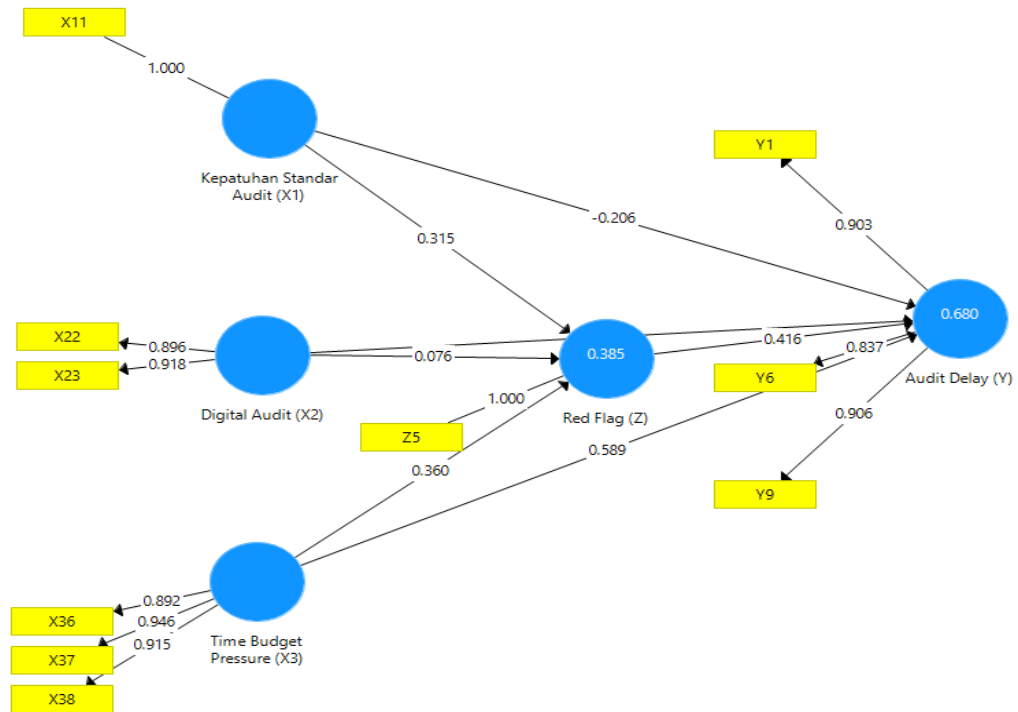 X11
1.000
Kepatuhan Standar
Audit (X1)
-0.206
0.315
Y1
0.903
X22
0.896
X23
0.918
Digital Audit (X2)
0.076
0.385
Red Flag (Z)
0.416
0.680
Audit Delay (Y)
Y6
0.837
Z5
1.000
0.360
0.589
0.906
Y9
X36
0.892
X37
0.946
X38
0.915
Time Budget
Pressure (X3)